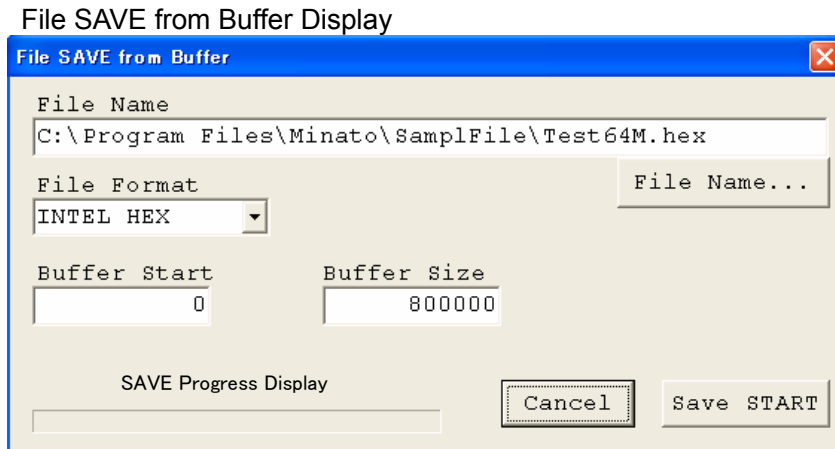 File SAVE from Buffer Display
File SAVE from Buffer
File Name
C:\Program Files\Minato\SamplFile\Test64M.hex
File Format
File Name...
INTEL HEX
Buffer Start
Buffer Size
0
800000
SAVE Progress Display
Cancel
Save START